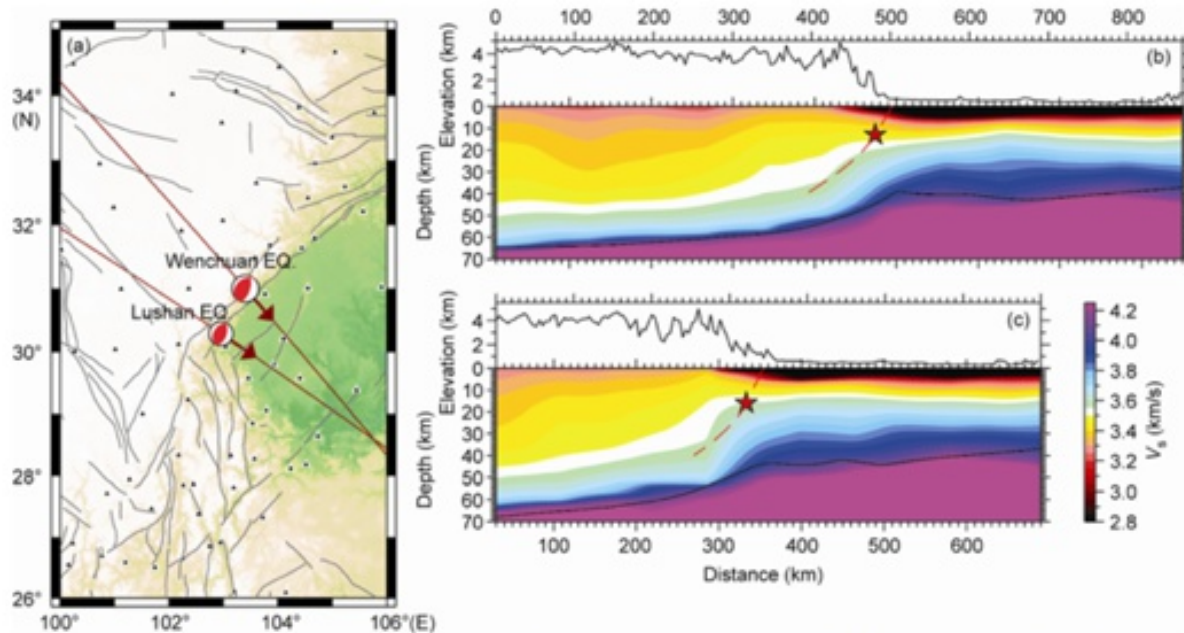 (a)
34°
(N)
32°
30°
28°
26°
100°
102°
104°
106°(E)
Wenchuan EQ.
Lushan EQ
0 100 200 300 400 500 600 700 800
(b)
Elevation (km)
4
2
0
Depth (km)
0
10
20
30
40
50
60
70
(c)
Elevation (km)
4
2
0
Depth (km)
0
10
20
30
40
50
60
70
100 200 300 400 500 600
Distance (km)
4.2
4.0
3.8
3.6
3.4
3.2
3.0
2.8
Vs (km/s)